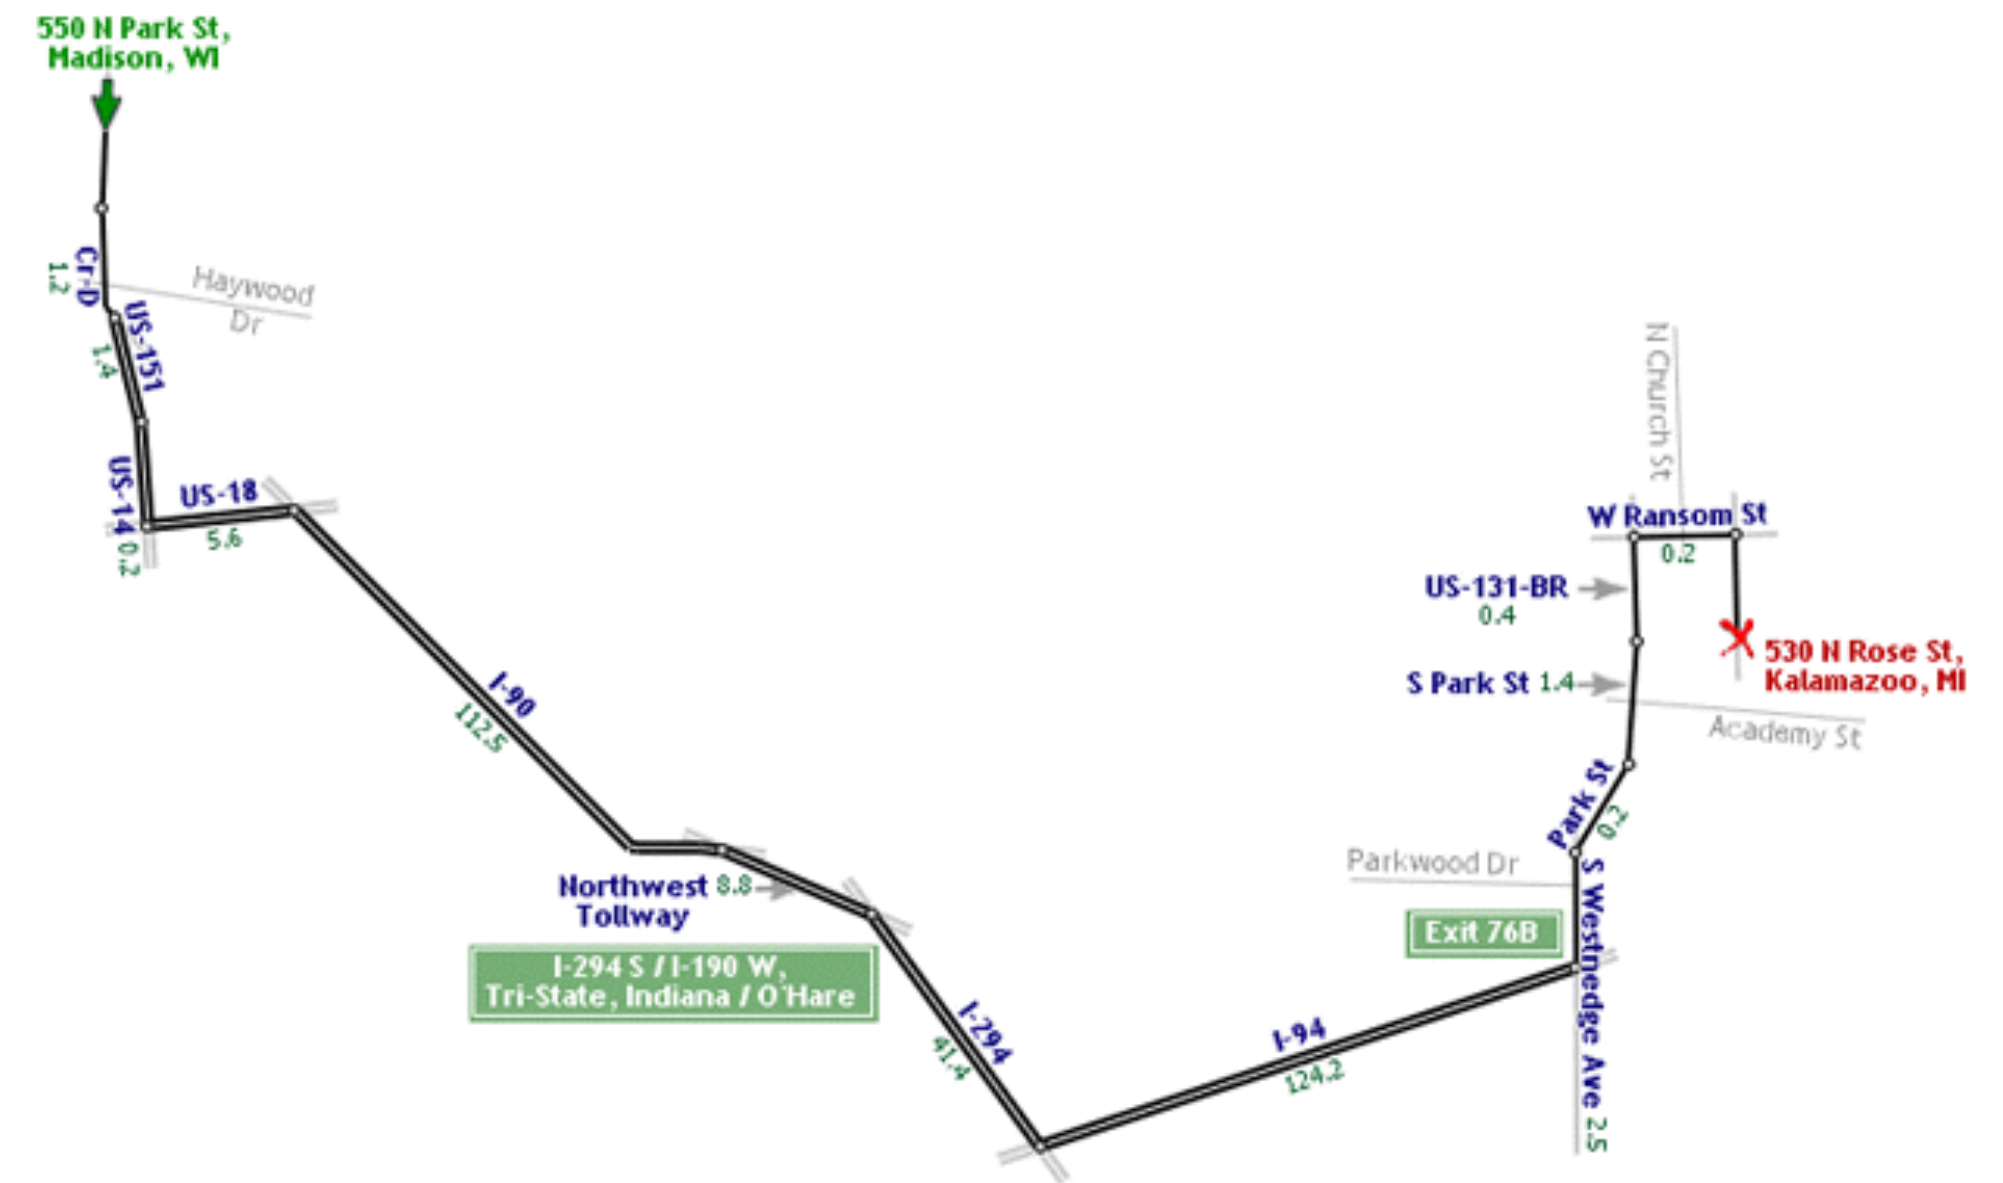 550 N Park St,
Madison, WI
Cr-D
1.2
Haywood
Dr
US-151
1.4
US-14
0.2
US-18
5.6
I-90
112.5
Northwest 8.8
Tollway
I-294 S / I-190 W,
Tri-State, Indiana / O'Hare
I-294
41.4
I-94
124.2
Exit 76B
S Westnedge Ave 2.5
Parkwood Dr
Park St
0.2
S Park St 1.4
Academy St
US-131-BR
0.4
N Church St
W Ransom St
0.2
530 N Rose St,
Kalamazoo, MI